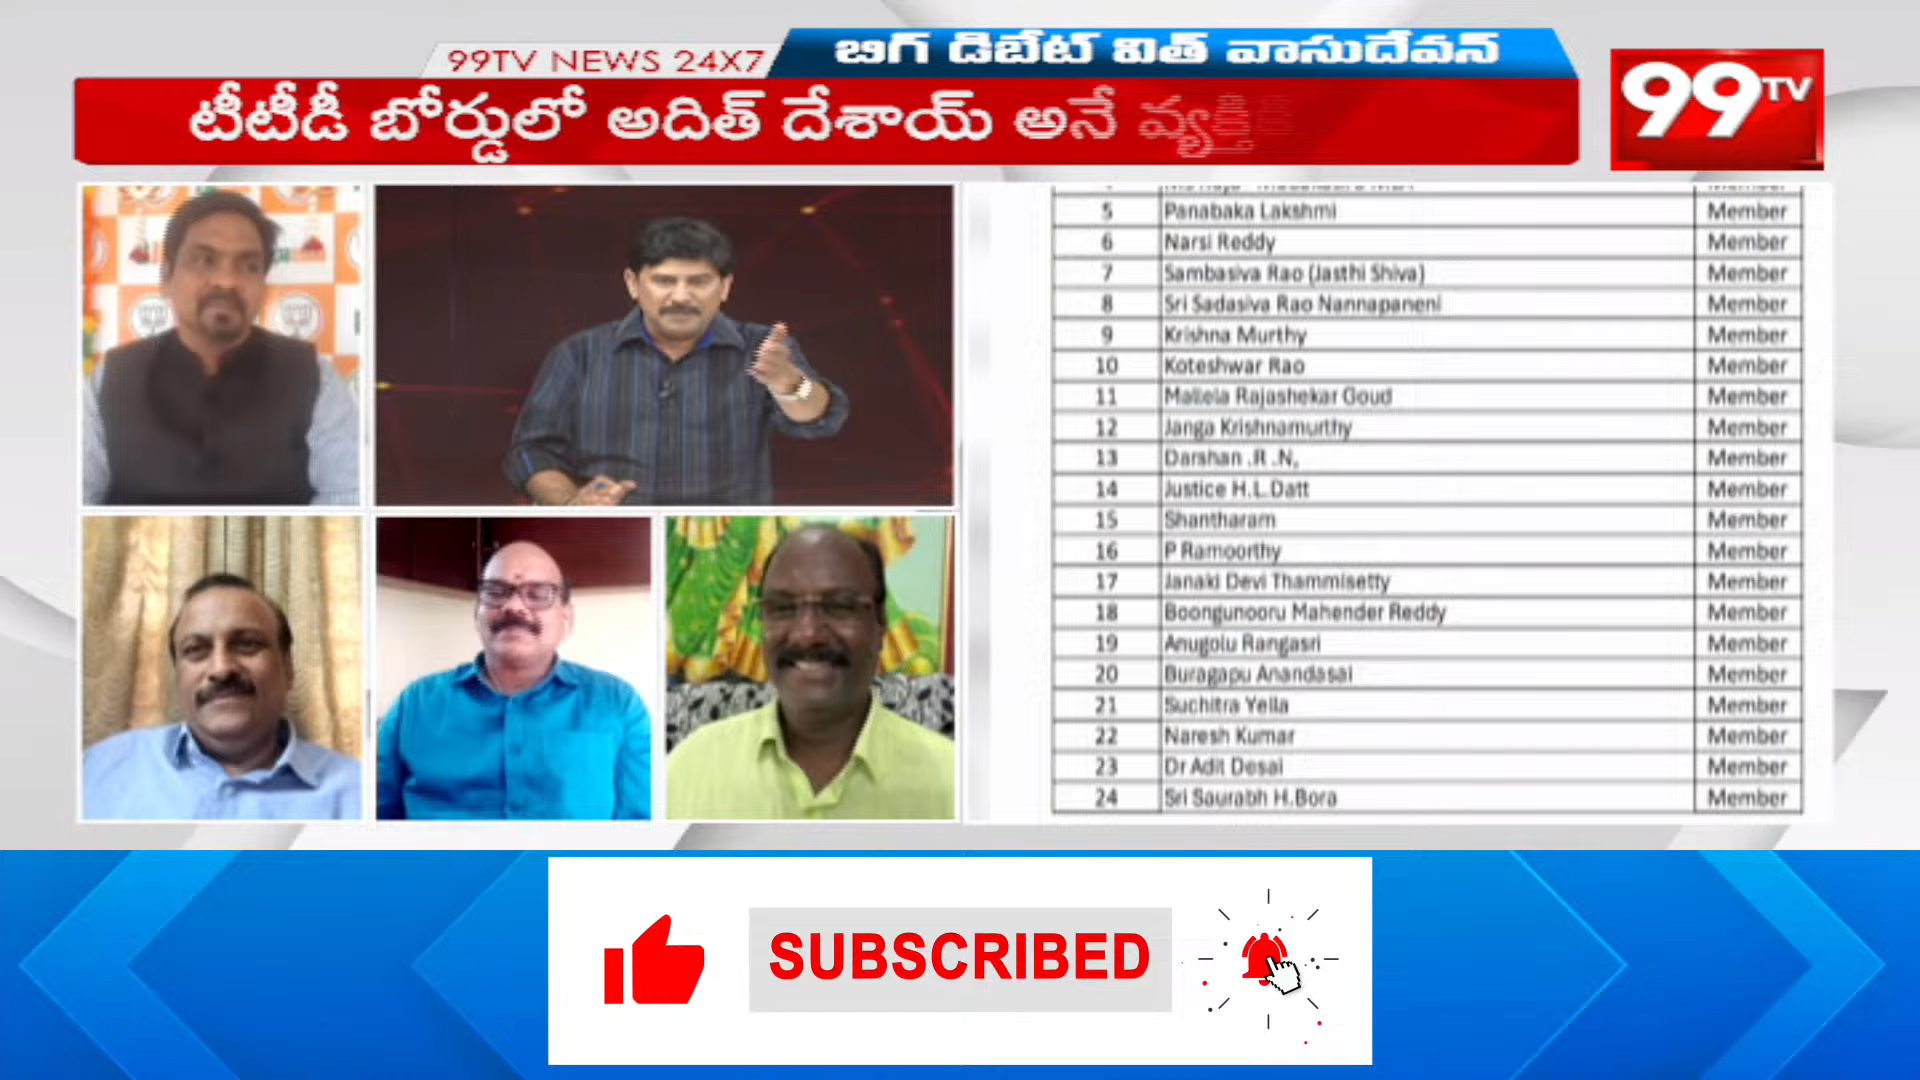 99TV NEWS 24X7
బిగ్ డిబేట్ విత్ వాసుదేవన్
99TV
టీటీడీ బోర్డులో అదిత్ దేశాయ్ అనే
5 Panabaka Lakshmi Member
6 Narsi Reddy Member
7 Sambasiva Rao (Jasthi Shiva) Member
8 Sri Sadasiva Rao Nannapaneni Member
9 Krishna Murthy Member
10 Koteshwar Rao Member
11 Mallela Rajashekar Goud Member
12 Janga Krishnamurthy Member
13 Darshan .R .N, Member
14 Justice H.L.Datt Member
15 Shantharam Member
16 P Ramoorthy Member
17 Janaki Devi Thammisetty Member
18 Boongunooru Mahender Reddy Member
19 Anugolu Rangasri Member
20 Buragapu Anandasai Member
21 Suchitra Yella Member
22 Naresh Kumar Member
23 Dr Adit Desai Member
24 Sri Saurabh H.Bora Member
SUBSCRIBED